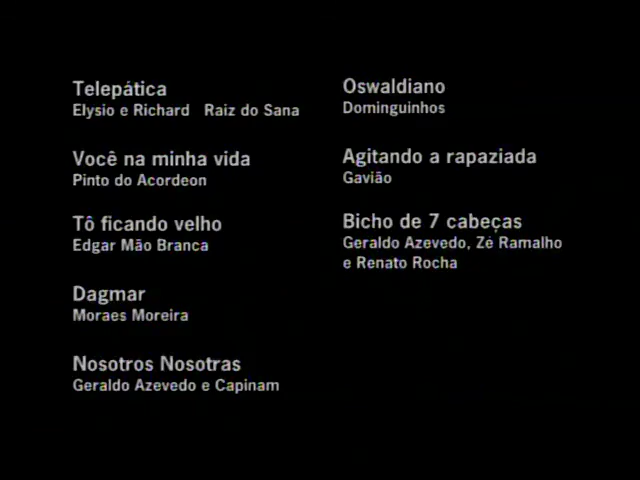 Telepática
Elysio e Richard Raiz do Sana
Você na minha vida
Pinto do Acordeon
Tô ficando velho
Edgar Mão Branca
Dagmar
Moraes Moreira
Nosotros Nosotras
Geraldo Azevedo e Capinam
Oswaldiano
Dominguinhos
Agitando a rapaziada
Gavião
Bicho de 7 cabeças
Geraldo Azevedo, Zé Ramalho
e Renato Rocha